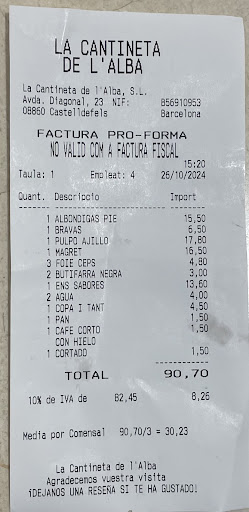 LA CANTINETA
DE L'ALBA
La Cantineta de l'Alba, S.L.
Avda. Diagonal, 23 NIF: B56910953
08860 Castelldefels Barcelona
FACTURA PRO-FORMA
NO VALID COM A FACTURA FISCAL
15:20
Taula: 1 Empleat: 4 26/10/2024
Quant. Descripcio Import
1 ALBONDIGAS PIE 15,50
1 BRAVAS 6,50
1 PULPO AJILLO 17,80
1 MAGRET 16,50
3 FOIE CEPS 4,80
2 BUTIFARRA NEGRA 3,00
1 ENS SABORES 13,60
2 AGUA 4,00
1 COPA I TANT 4,50
1 PAN 1,50
1 CAFE CORTO 1,50
CON HIELO
1 CORTADO 1,50
TOTAL 90,70
10% de IVA de 82,45 8,25
Media por Comensal 90,70/3 = 30,23
La Cantineta de l'Alba
Agradecemos vuestra visita
¡DEJANOS UNA RESEÑA SI TE HA GUSTADO!